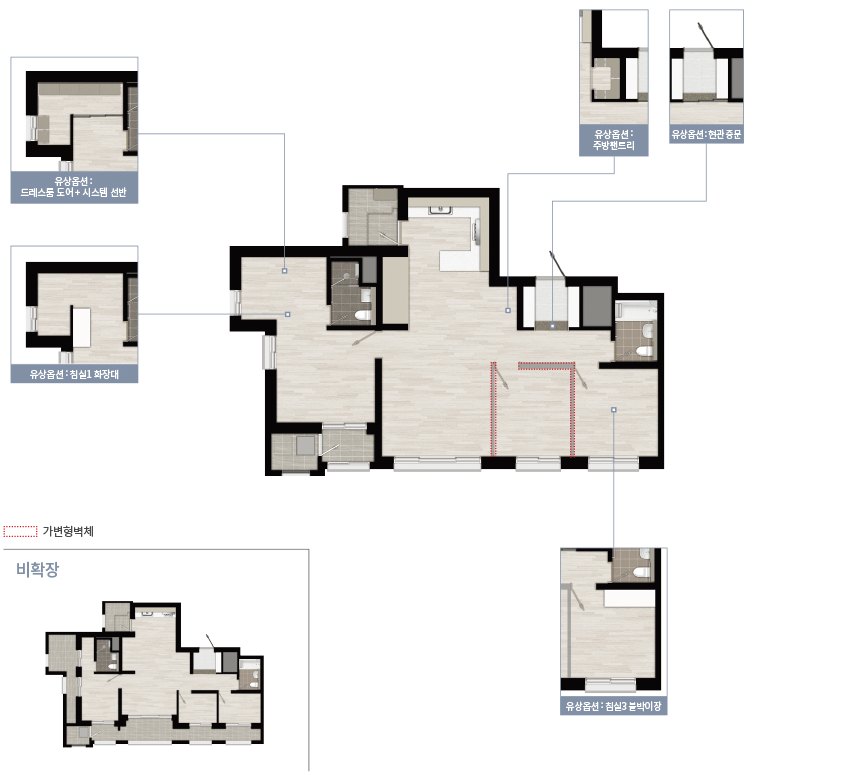 유상옵션 :
주방팬트리
유상옵션 : 현관중문
유상옵션 :
드레스룸 도어 + 시스템 선반
유상옵션 : 침실1 화장대
가변형벽체
비확장
유상옵션 : 침실3 붙박이장